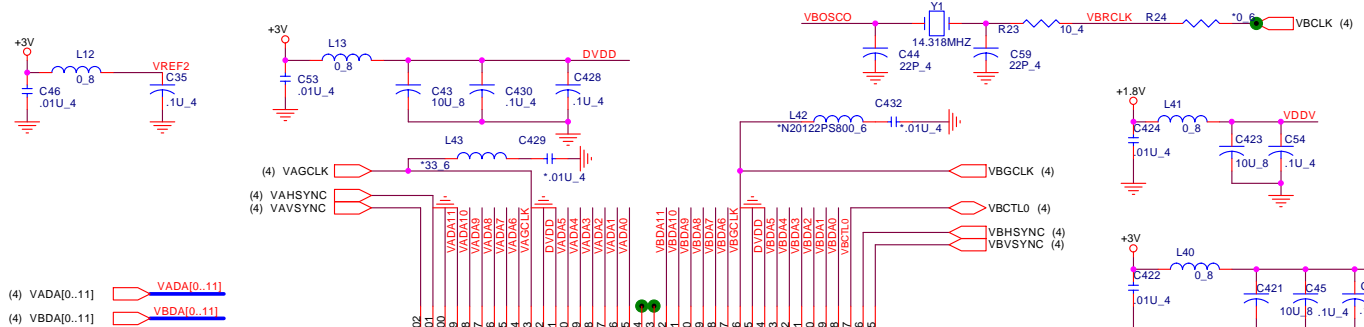 VBOSCO
Y1
14.318MHZ
C44
22P_4
C59
22P_4
R23
10_4
VBRCLK
R24
*0_6
VBCLK (4)
+3V
L12
0_8
VREF2
C46
.01U_4
C35
.1U_4
+3V
L13
0_8
DVDD
C53
.01U_4
C43
10U_8
C430
.1U_4
C428
.1U_4
L43
*33_6
C429
*.01U_4
L42
*N20122PS800_6
C432
*.01U_4
+1.8V
L41
0_8
VDDV
C424
.01U_4
C423
10U_8
C54
.1U_4
(4) VAGCLK
(4) VAHSYNC
(4) VAVSYNC
VBGCLK (4)
VBCTL0 (4)
VBHSYNC (4)
VBVSYNC (4)
VADA11
VADA10
VADA9
VADA8
VADA7
VADA6
VAGCLK
DVDD
VADA5
VADA4
VADA3
VADA2
VADA1
VADA0
VBDA11
VBDA10
VBDA9
VBDA8
VBDA7
VBDA6
VBGCLK
DVDD
VBDA5
VBDA4
VBDA3
VBDA2
VBDA1
VBDA0
VBCTL0
+3V
L40
0_8
C422
.01U_4
C421
C45
10U_8
.1U_4
(4) VADA[0..11]
VADA[0..11]
(4) VBDA[0..11]
VBDA[0..11]